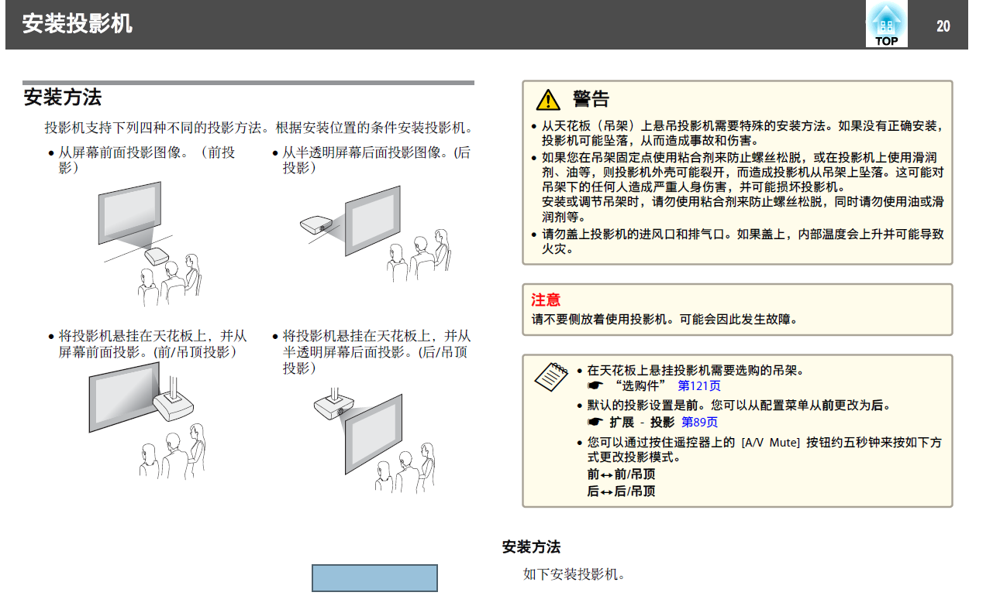 安装投影机
TOP
20
安装方法
投影机支持下列四种不同的投影方法。根据安装位置的条件安装投影机。
• 从屏幕前面投影图像。（前投
影）
• 从半透明屏幕后面投影图像。(后
投影）
• 将投影机悬挂在天花板上，并从
屏幕前面投影。(前/吊顶投影）
• 将投影机悬挂在天花板上，并从
半透明屏幕后面投影。(后/吊顶
投影）
警告
• 从天花板（吊架）上悬吊投影机需要特殊的安装方法。如果没有正确安装，
投影机可能坠落，从而造成事故和伤害。
• 如果您在吊架固定点使用粘合剂来防止螺丝松脱，或在投影机上使用滑润
剂、油等，则投影机外壳可能裂开，而造成投影机从吊架上坠落。这可能对
吊架下的任何人造成严重人身伤害，并可能损坏投影机。
安装或调节吊架时，请勿使用粘合剂来防止螺丝松脱，同时请勿使用油或滑
润剂等。
• 请勿盖上投影机的进风口和排气口。如果盖上，内部温度会上升并可能导致
火灾。
注意
请不要侧放着使用投影机。可能会因此发生故障。
• 在天花板上悬挂投影机需要选购的吊架。
☛ “选购件” 第121页
• 默认的投影设置是前。您可以从配置菜单从前更改为后。
☛ 扩展 - 投影 第89页
• 您可以通过按住遥控器上的 [A/V Mute] 按钮约五秒钟来按如下方
式更改投影模式。
前↔前/吊顶
后↔后/吊顶
安装方法
如下安装投影机。